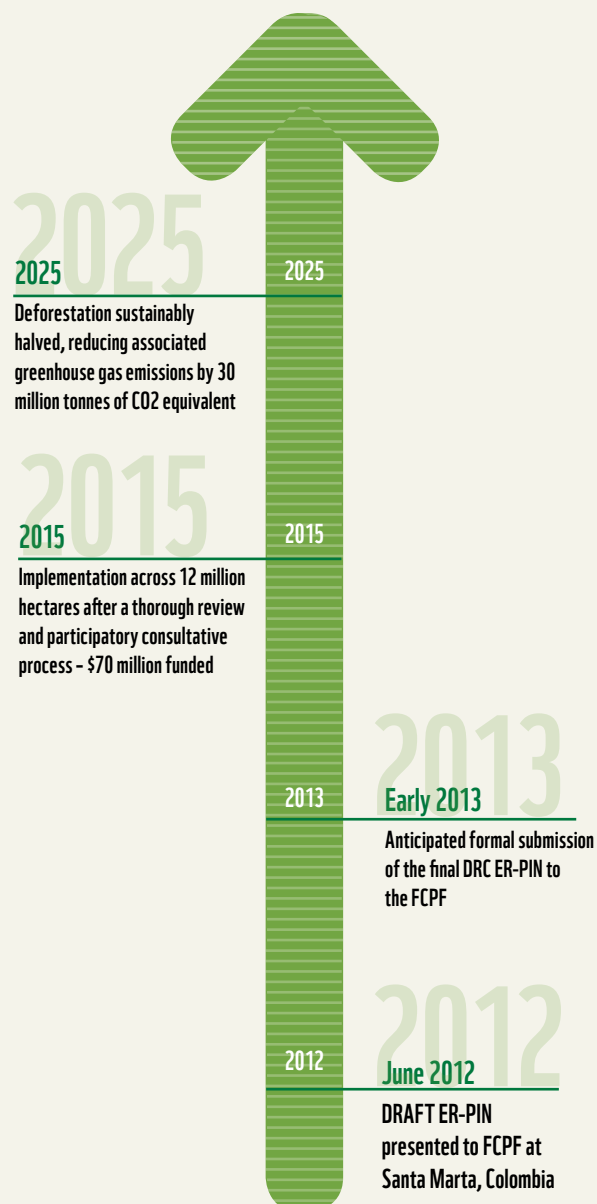 2025
2025
2025
Deforestation sustainably
halved, reducing associated
greenhouse gas emissions by 30
million tonnes of CO2 equivalent
2015
2015
2015
Implementation across 12 million
hectares after a thorough review
and participatory consultative
process – $70 million funded
2013
2013
Early 2013
Anticipated formal submission
of the final DRC ER-PIN to
the FCPF
2012
2012
June 2012
DRAFT ER-PIN
presented to FCPF at
Santa Marta, Colombia